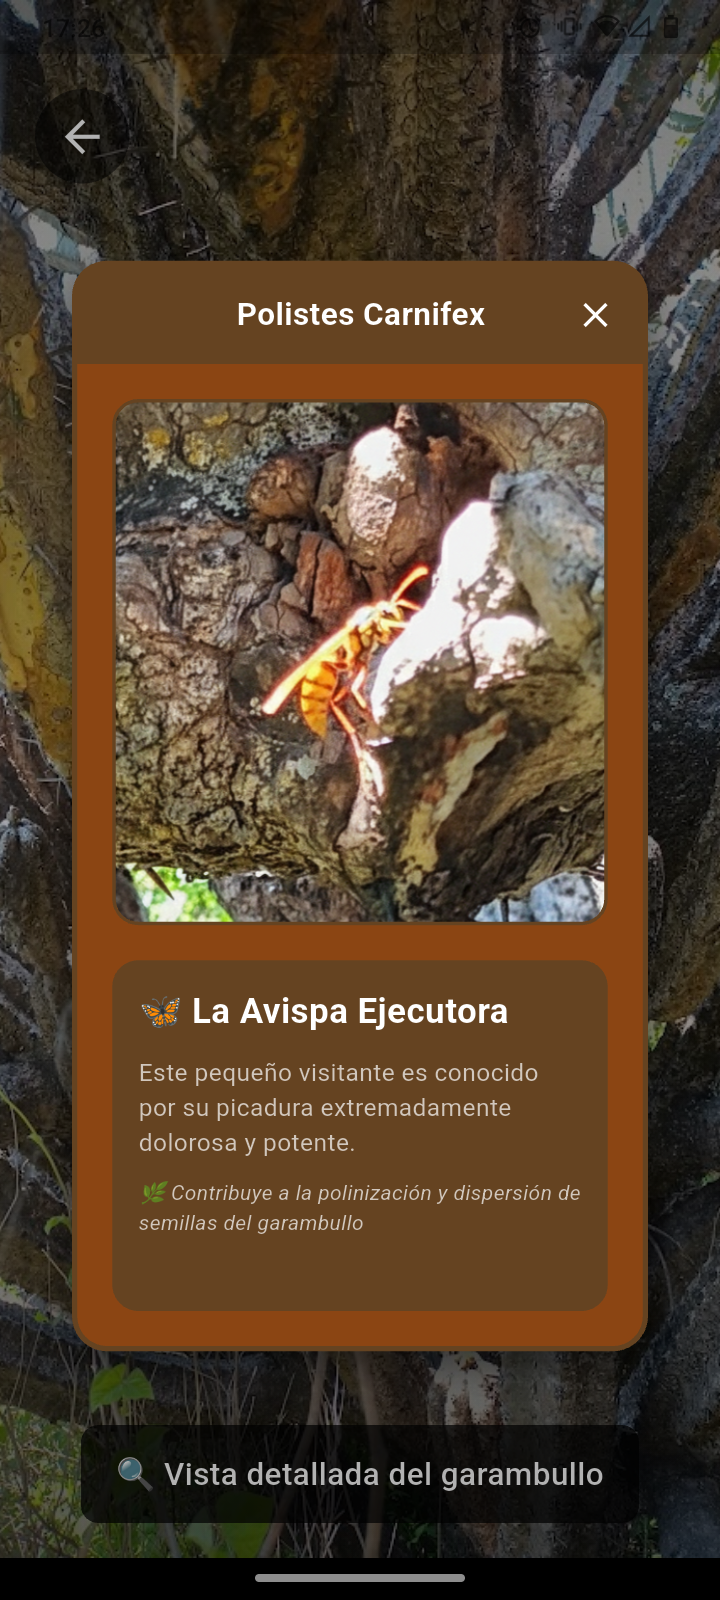 17:26
Polistes Carnifex
🦋 La Avispa Ejecutora
Este pequeño visitante es conocido
por su picadura extremadamente
dolorosa y potente.
🌿 Contribuye a la polinización y dispersión de
semillas del garambullo
🔍 Vista detallada del garambullo